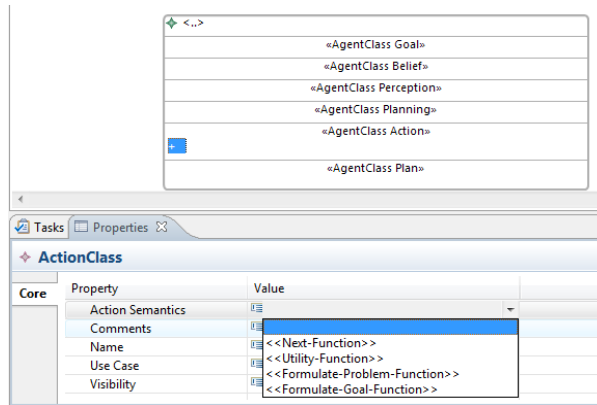 <..>
«AgentClass Goal»
«AgentClass Belief»
«AgentClass Perception»
«AgentClass Planning»
«AgentClass Action»
+
«AgentClass Plan»
Tasks Properties
ActionClass
Core Property Value
Action Semantics
Comments
Name <<Next-Function>>
Use Case <<Utility-Function>>
Visibility <<Formulate-Problem-Function>>
<<Formulate-Goal-Function>>